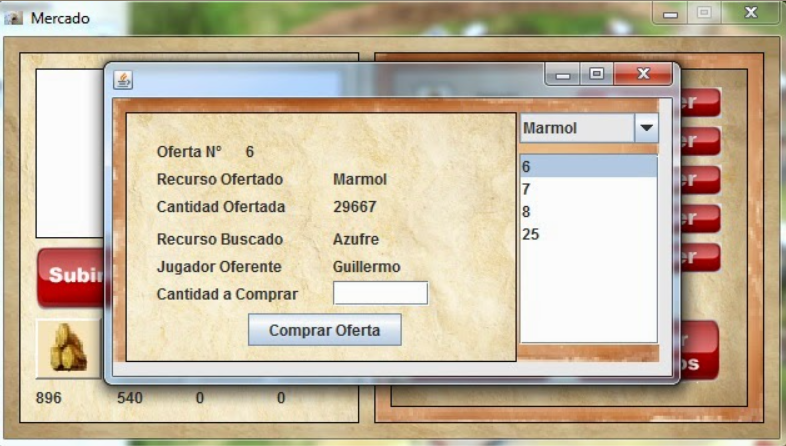 Mercado
Marmol
Oferta N° 6
Recurso Ofertado Marmol
Cantidad Ofertada 29667
Recurso Buscado Azufre
Jugador Oferente Guillermo
Cantidad a Comprar
Comprar Oferta
6
7
8
25
896 540 0 0